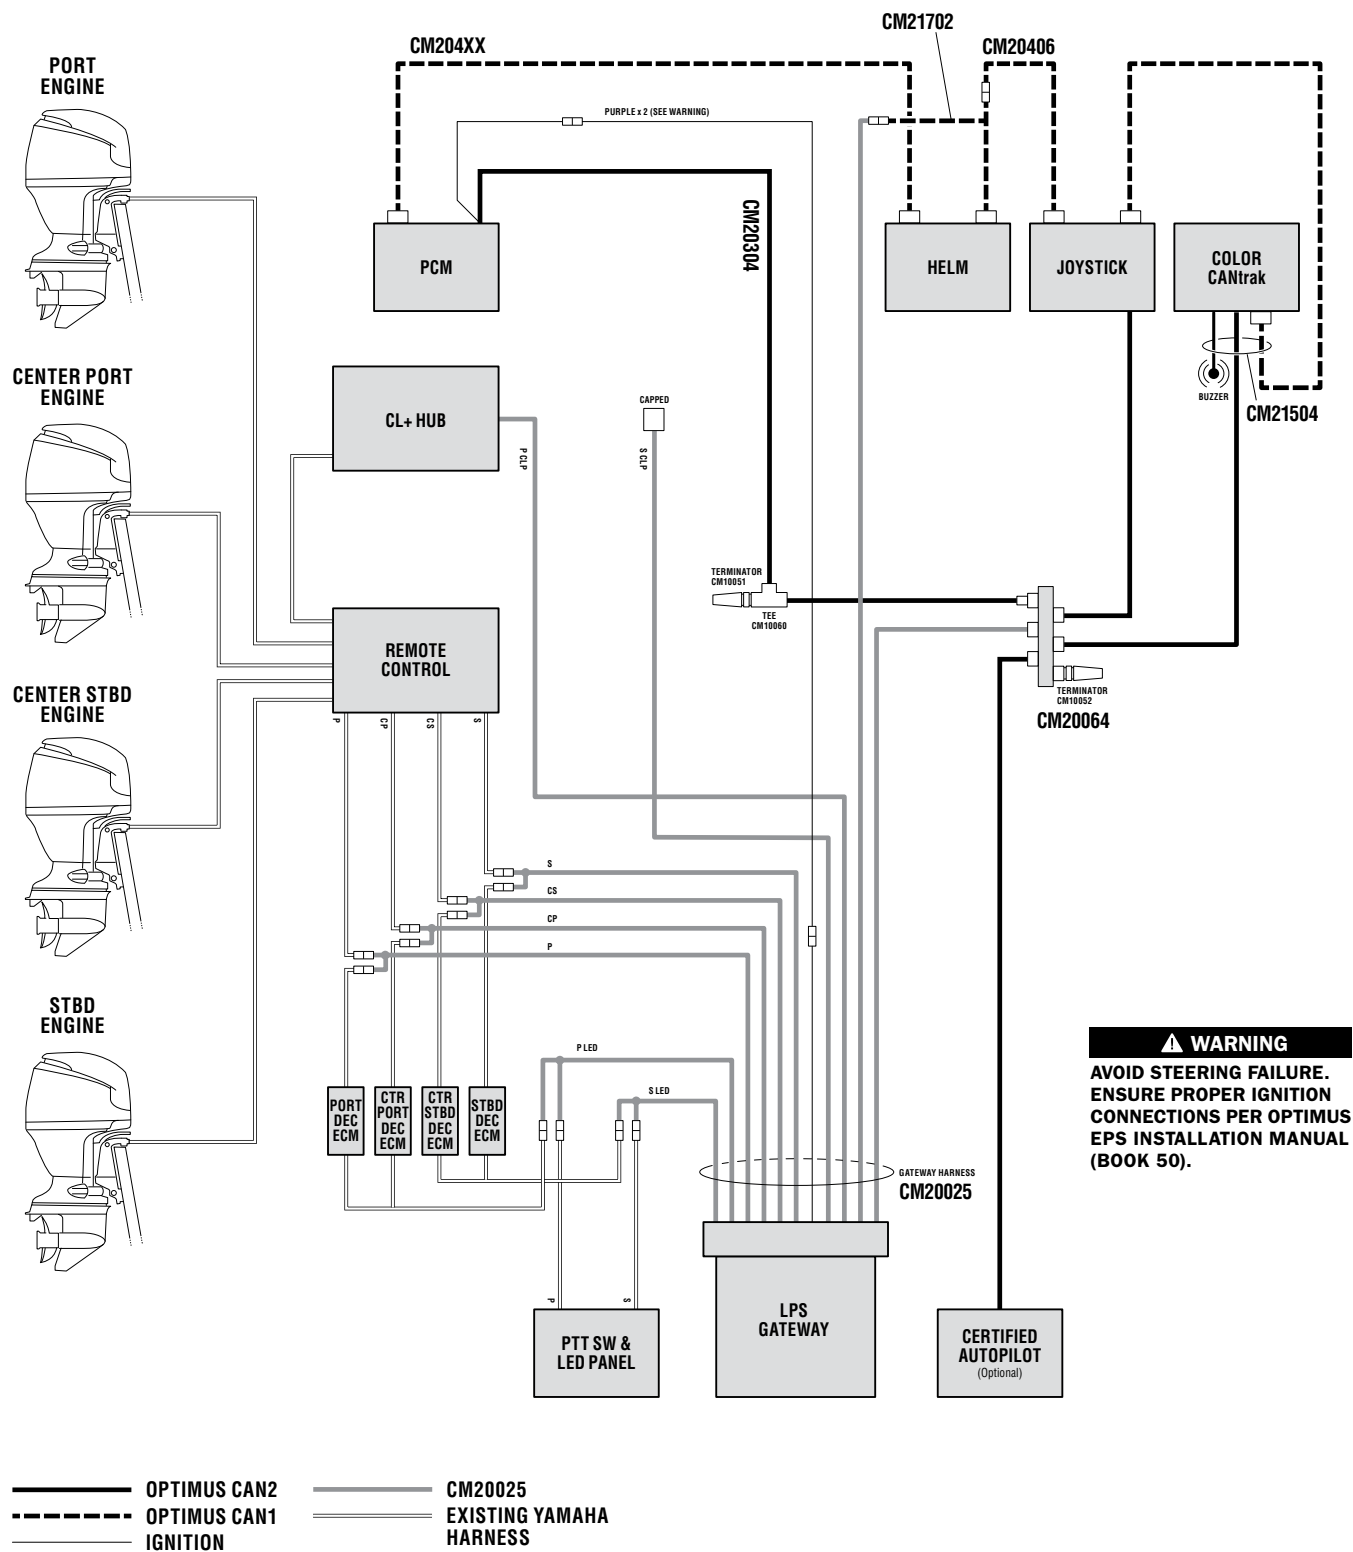 CM21702
CM204XX
CM20406
PORT
ENGINE
PURPLE x 2 (SEE WARNING)
CM20304
PCM
HELM
JOYSTICK
COLOR
CANtrak
CENTER PORT
ENGINE
BUZZER
CM21504
CAPPED
CL+ HUB
P CLP
S CLP
TERMINATOR
CM10051
TEE
CM10060
REMOTE
CONTROL
CENTER STBD
ENGINE
TERMINATOR
CM10052
CM20064
P
CP
CS
S
S
CS
CP
P
STBD
ENGINE
WARNING
AVOID STEERING FAILURE.
ENSURE PROPER IGNITION
CONNECTIONS PER OPTIMUS
EPS INSTALLATION MANUAL
(BOOK 50).
P LED
S LED
PORT
DEC
ECM
CTR
PORT
DEC
ECM
CTR
STBD
DEC
ECM
STBD
DEC
ECM
GATEWAY HARNESS
CM20025
P
S
LPS
GATEWAY
PTT SW &
LED PANEL
CERTIFIED
AUTOPILOT
(Optional)
OPTIMUS CAN2
OPTIMUS CAN1
IGNITION
CM20025
EXISTING YAMAHA
HARNESS